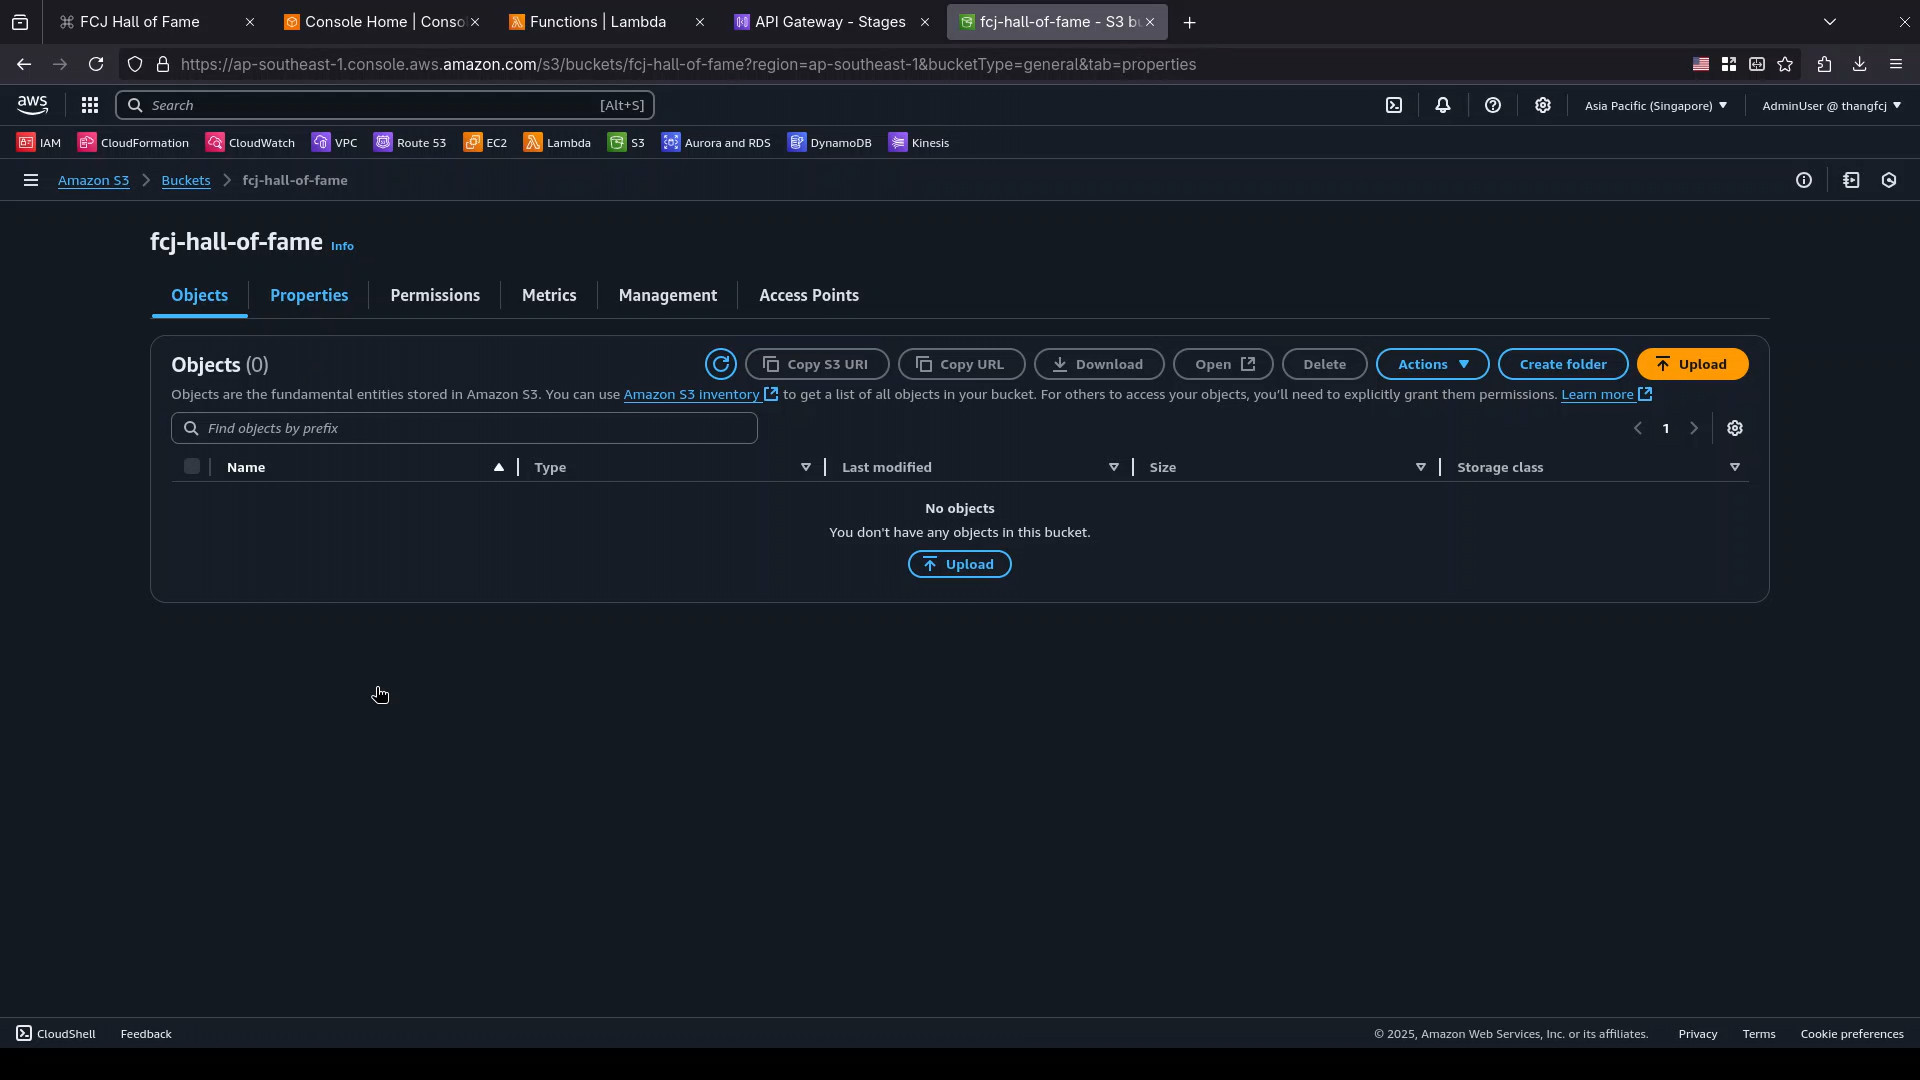 FCJ Hall of Fame
Console Home | Conso
Functions | Lambda
API Gateway - Stages
fcj-hall-of-fame - S3 b
https://ap-southeast-1.console.aws.amazon.com/s3/buckets/fcj-hall-of-fame?region=ap-southeast-1&bucketType=general&tab=properties
aws
Search
[Alt+S]
Asia Pacific (Singapore)
AdminUser @ thangfcj
IAM
CloudFormation
CloudWatch
VPC
Route 53
EC2
Lambda
S3
Aurora and RDS
DynamoDB
Kinesis
Amazon S3
Buckets
fcj-hall-of-fame
fcj-hall-of-fame Info
Objects
Properties
Permissions
Metrics
Management
Access Points
Objects (0)
Copy S3 URI
Copy URL
Download
Open
Delete
Actions
Create folder
Upload
Objects are the fundamental entities stored in Amazon S3. You can use Amazon S3 inventory to get a list of all objects in your bucket. For others to access your objects, you'll need to explicitly grant them permissions. Learn more
Find objects by prefix
1
Name
Type
Last modified
Size
Storage class
No objects
You don't have any objects in this bucket.
Upload
CloudShell
Feedback
© 2025, Amazon Web Services, Inc. or its affiliates.
Privacy
Terms
Cookie preferences